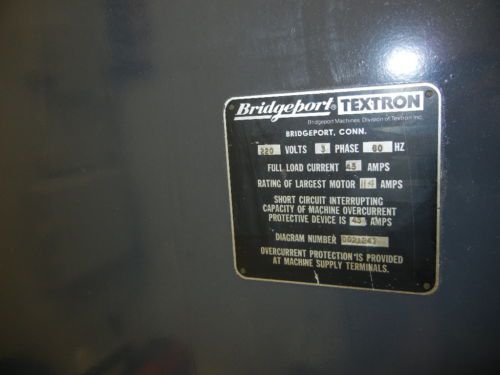 Bridgeport® TEXTRON
Bridgeport Machines Division of Textron Inc.
BRIDGEPORT, CONN.
220 VOLTS 3 PHASE 60 HZ
FULL LOAD CURRENT 43 AMPS
RATING OF LARGEST MOTOR AMPS
SHORT CIRCUIT INTERRUPTING
CAPACITY OF MACHINE OVERCURRENT
PROTECTIVE DEVICE IS AMPS
DIAGRAM NUMBER
OVERCURRENT PROTECTION IS PROVIDED
AT MACHINE SUPPLY TERMINALS.